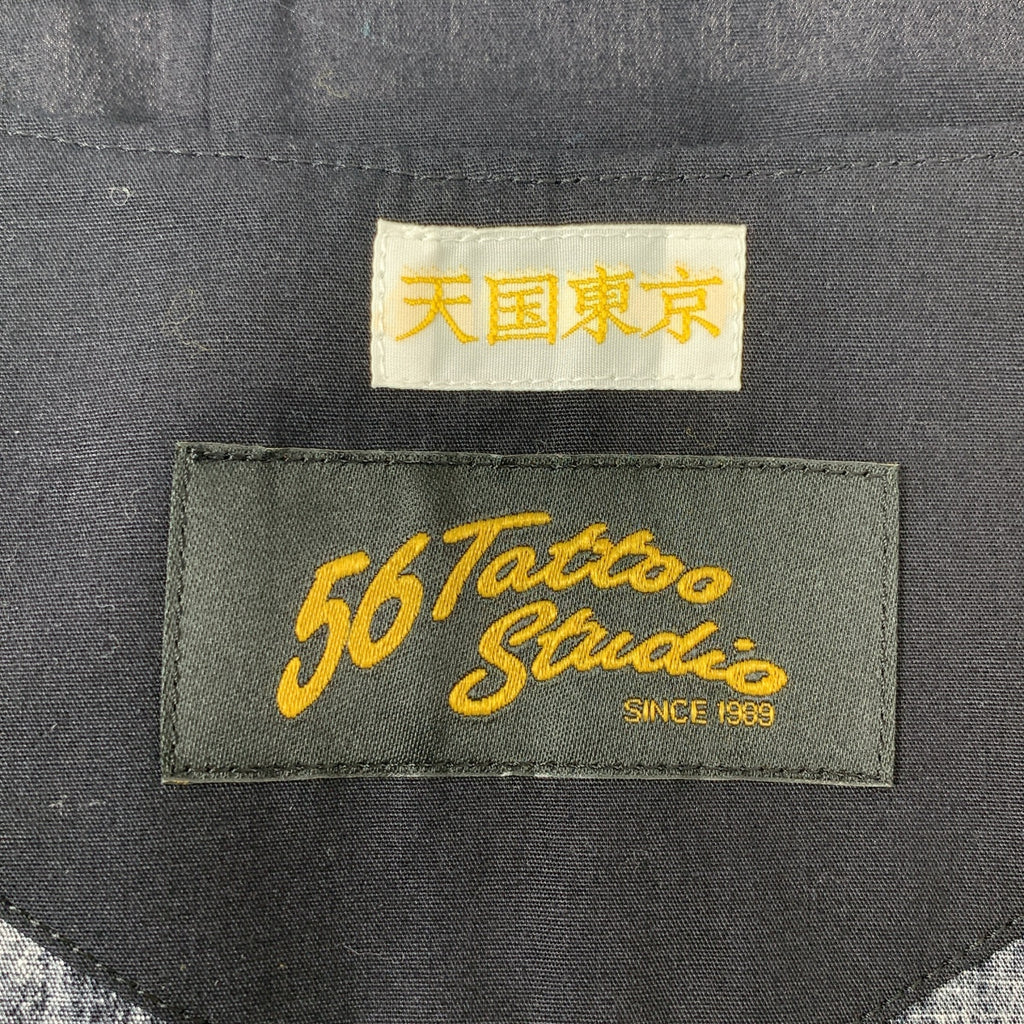 天国東京
56 Tattoo
Studio
SINCE 1989